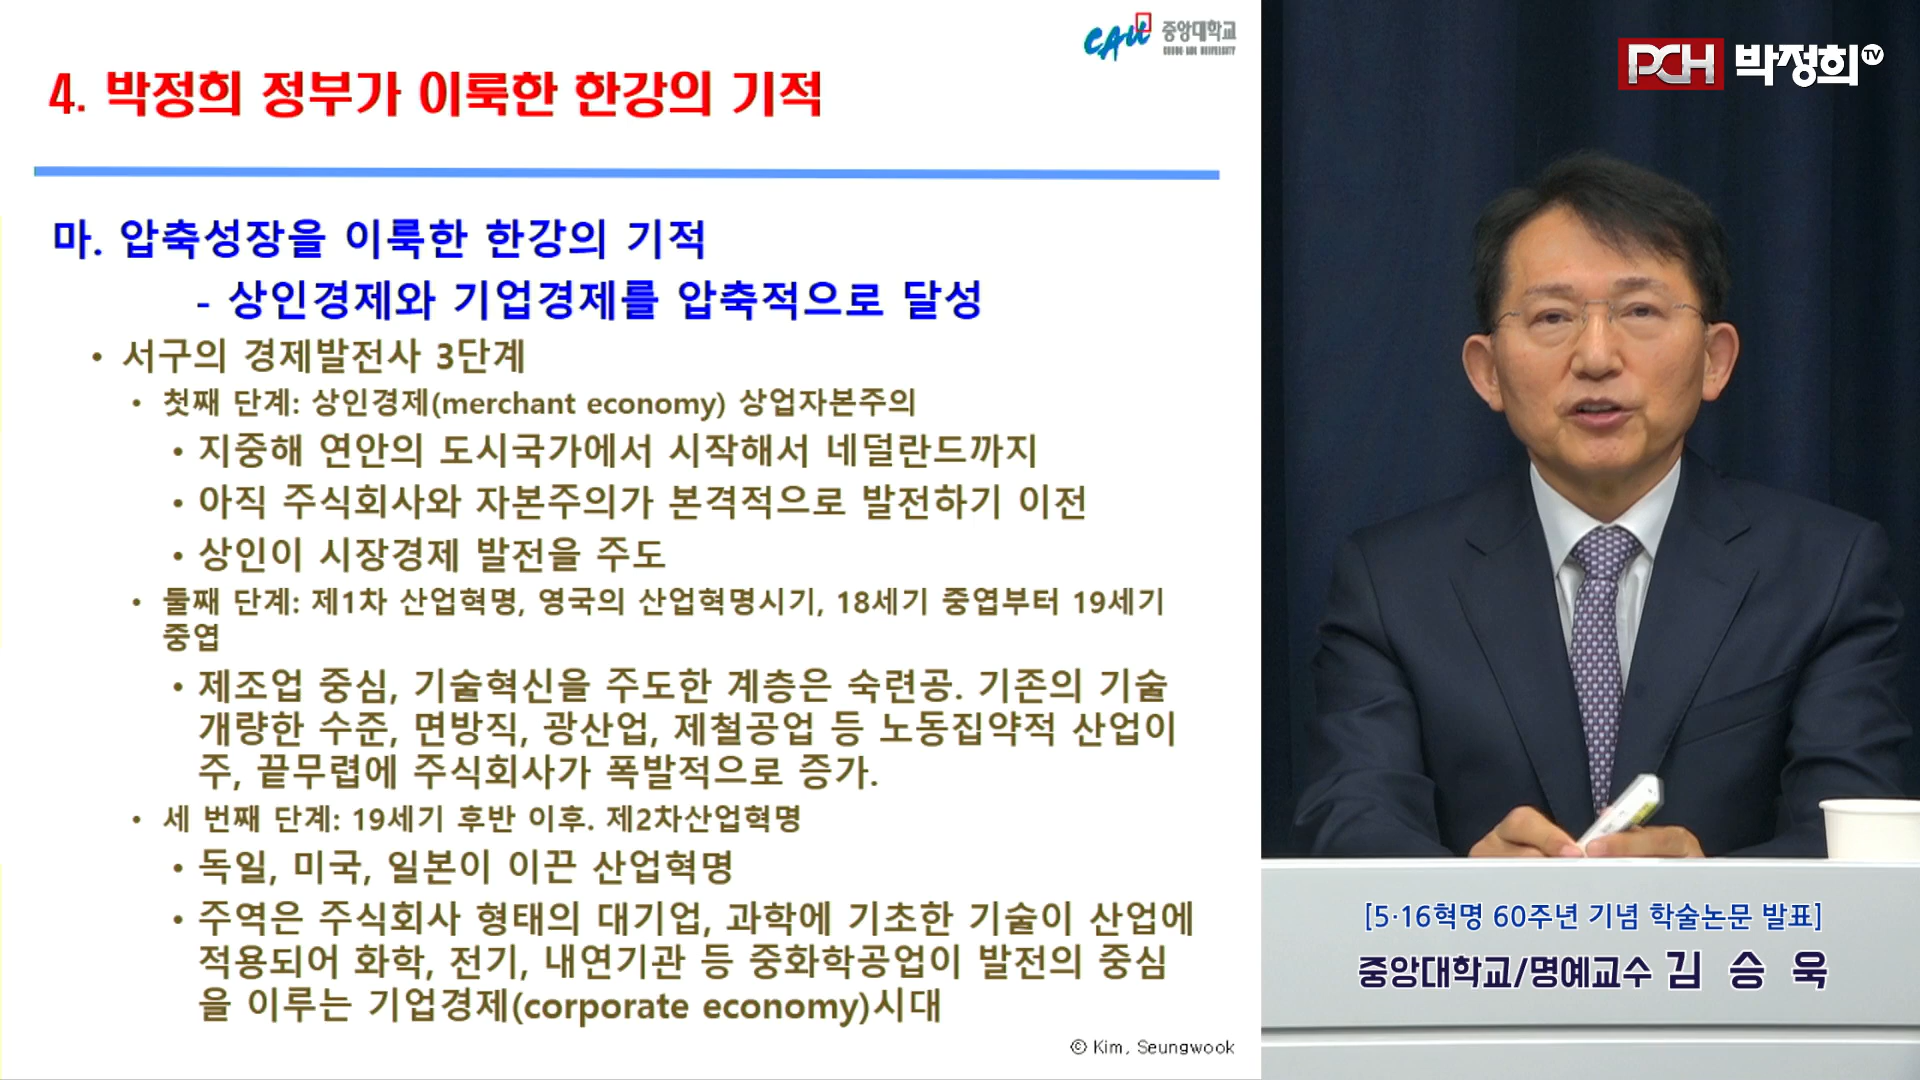 CAU 중앙대학교
CHUNG-ANG UNIVERSITY
PCH 박정희 TV
4. 박정희 정부가 이룩한 한강의 기적
마. 압축성장을 이룩한 한강의 기적
- 상인경제와 기업경제를 압축적으로 달성
• 서구의 경제발전사 3단계
• 첫째 단계: 상인경제(merchant economy) 상업자본주의
• 지중해 연안의 도시국가에서 시작해서 네덜란드까지
• 아직 주식회사와 자본주의가 본격적으로 발전하기 이전
• 상인이 시장경제 발전을 주도
• 둘째 단계: 제1차 산업혁명, 영국의 산업혁명시기, 18세기 중엽부터 19세기
중엽
• 제조업 중심, 기술혁신을 주도한 계층은 숙련공. 기존의 기술
개량한 수준, 면방직, 광산업, 제철공업 등 노동집약적 산업이
주, 끝무렵에 주식회사가 폭발적으로 증가.
• 세 번째 단계: 19세기 후반 이후. 제2차산업혁명
• 독일, 미국, 일본이 이끈 산업혁명
• 주역은 주식회사 형태의 대기업, 과학에 기초한 기술이 산업에
적용되어 화학, 전기, 내연기관 등 중화학공업이 발전의 중심
을 이루는 기업경제(corporate economy)시대
© Kim, Seungwook
[5·16혁명 60주년 기념 학술논문 발표]
중앙대학교/명예교수 김 승 욱